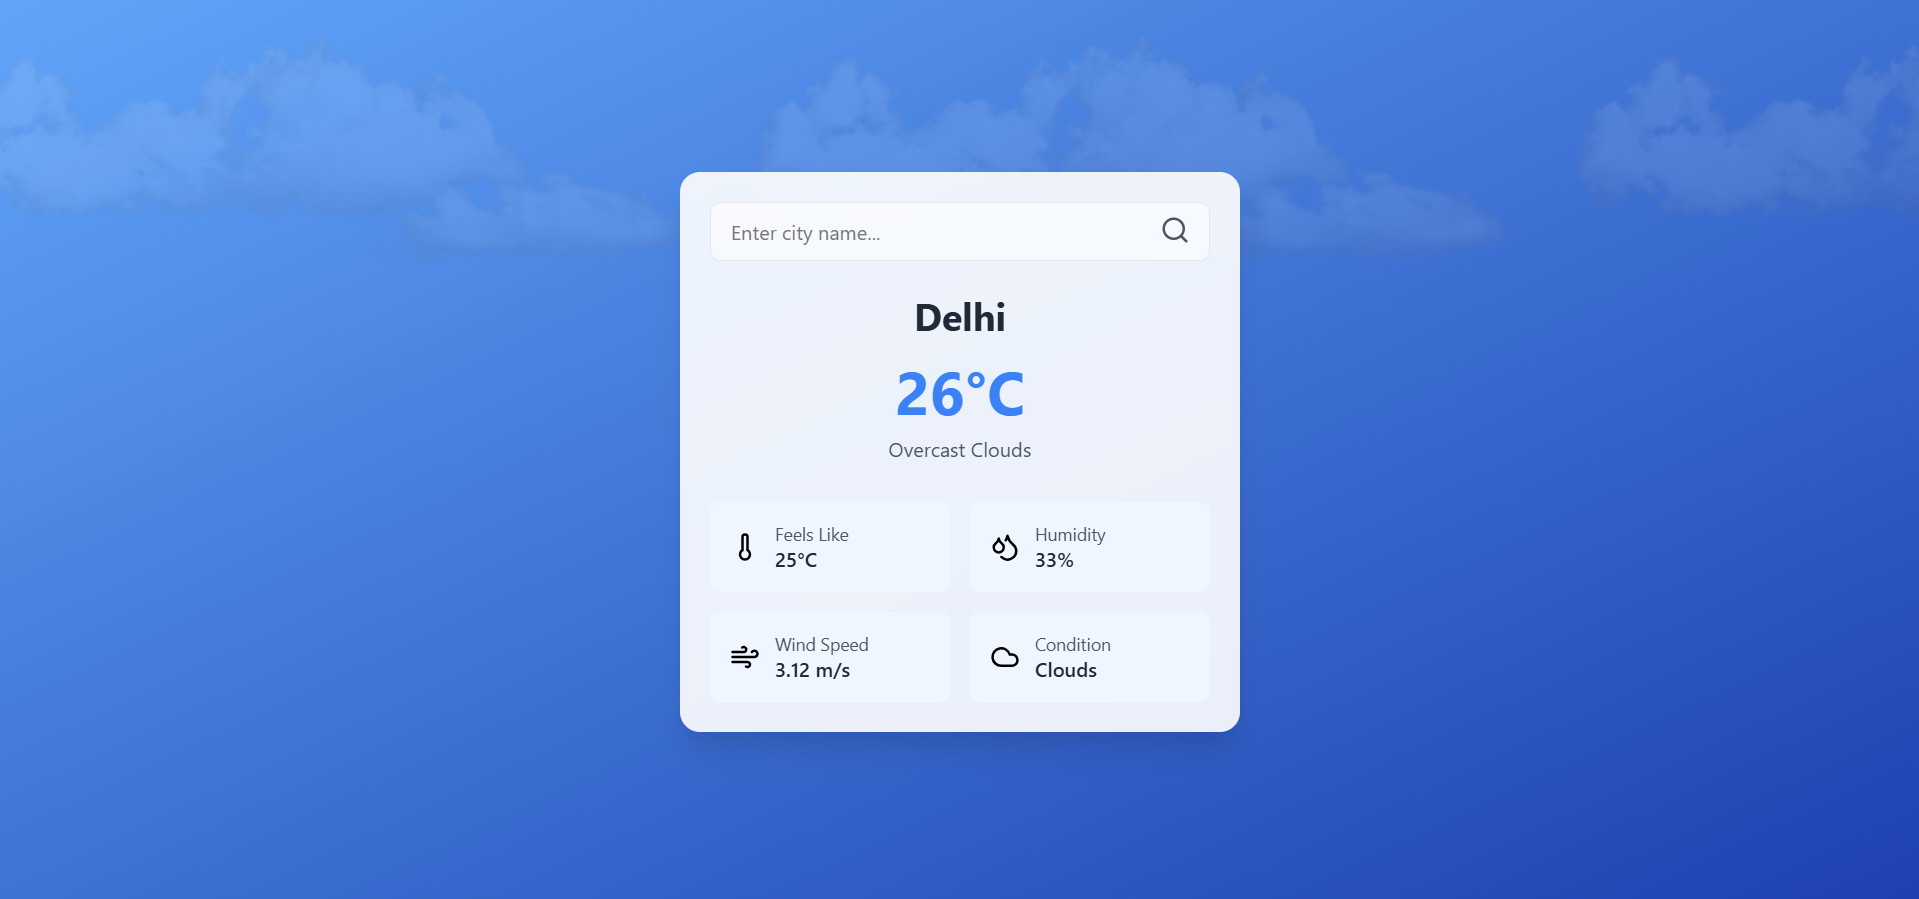 Enter city name...
Delhi
26°C
Overcast Clouds
Feels Like
25°C
Humidity
33%
Wind Speed
3.12 m/s
Condition
Clouds